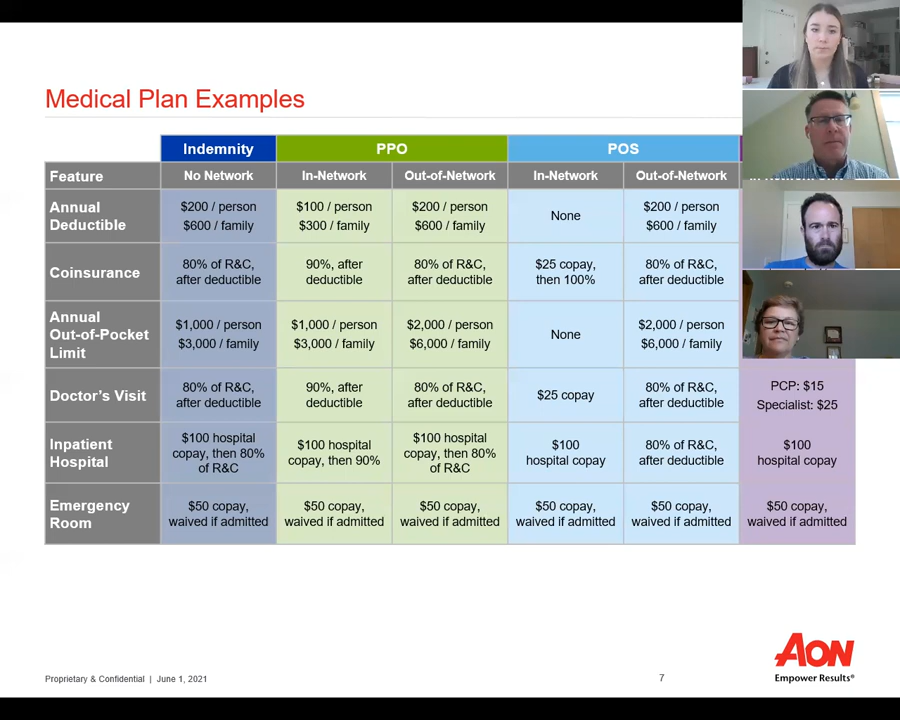 Medical Plan Examples
Indemnity PPO POS
Feature No Network In-Network Out-of-Network In-Network Out-of-Network
Annual Deductible $200 / person $600 / family $100 / person $300 / family $200 / person $600 / family None $200 / person $600 / family
Coinsurance 80% of R&C, after deductible 90%, after deductible 80% of R&C, after deductible $25 copay, then 100% 80% of R&C, after deductible
Annual Out-of-Pocket Limit $1,000 / person $3,000 / family $1,000 / person $3,000 / family $2,000 / person $6,000 / family None $2,000 / person $6,000 / family
Doctor's Visit 80% of R&C, after deductible 90%, after deductible 80% of R&C, after deductible $25 copay 80% of R&C, after deductible PCP: $15 Specialist: $25
Inpatient Hospital $100 hospital copay, then 80% of R&C $100 hospital copay, then 90% $100 hospital copay, then 80% of R&C $100 hospital copay 80% of R&C, after deductible $100 hospital copay
Emergency Room $50 copay, waived if admitted $50 copay, waived if admitted $50 copay, waived if admitted $50 copay, waived if admitted $50 copay, waived if admitted $50 copay, waived if admitted
Proprietary & Confidential | June 1, 2021
7
AON
Empower Results®